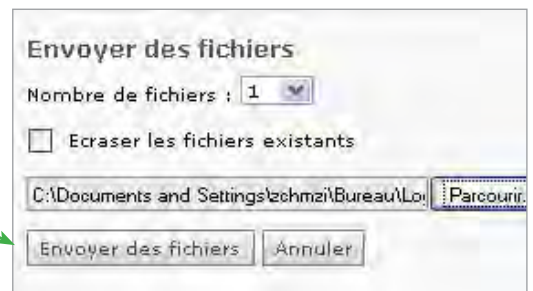 Envoyer des fichiers
Nombre de fichiers : 1
Ecraser les fichiers existants
C:\Documents and Settings\zchmzi\Bureau\Lo Parcourir.
Envoyer des fichiers Annuler